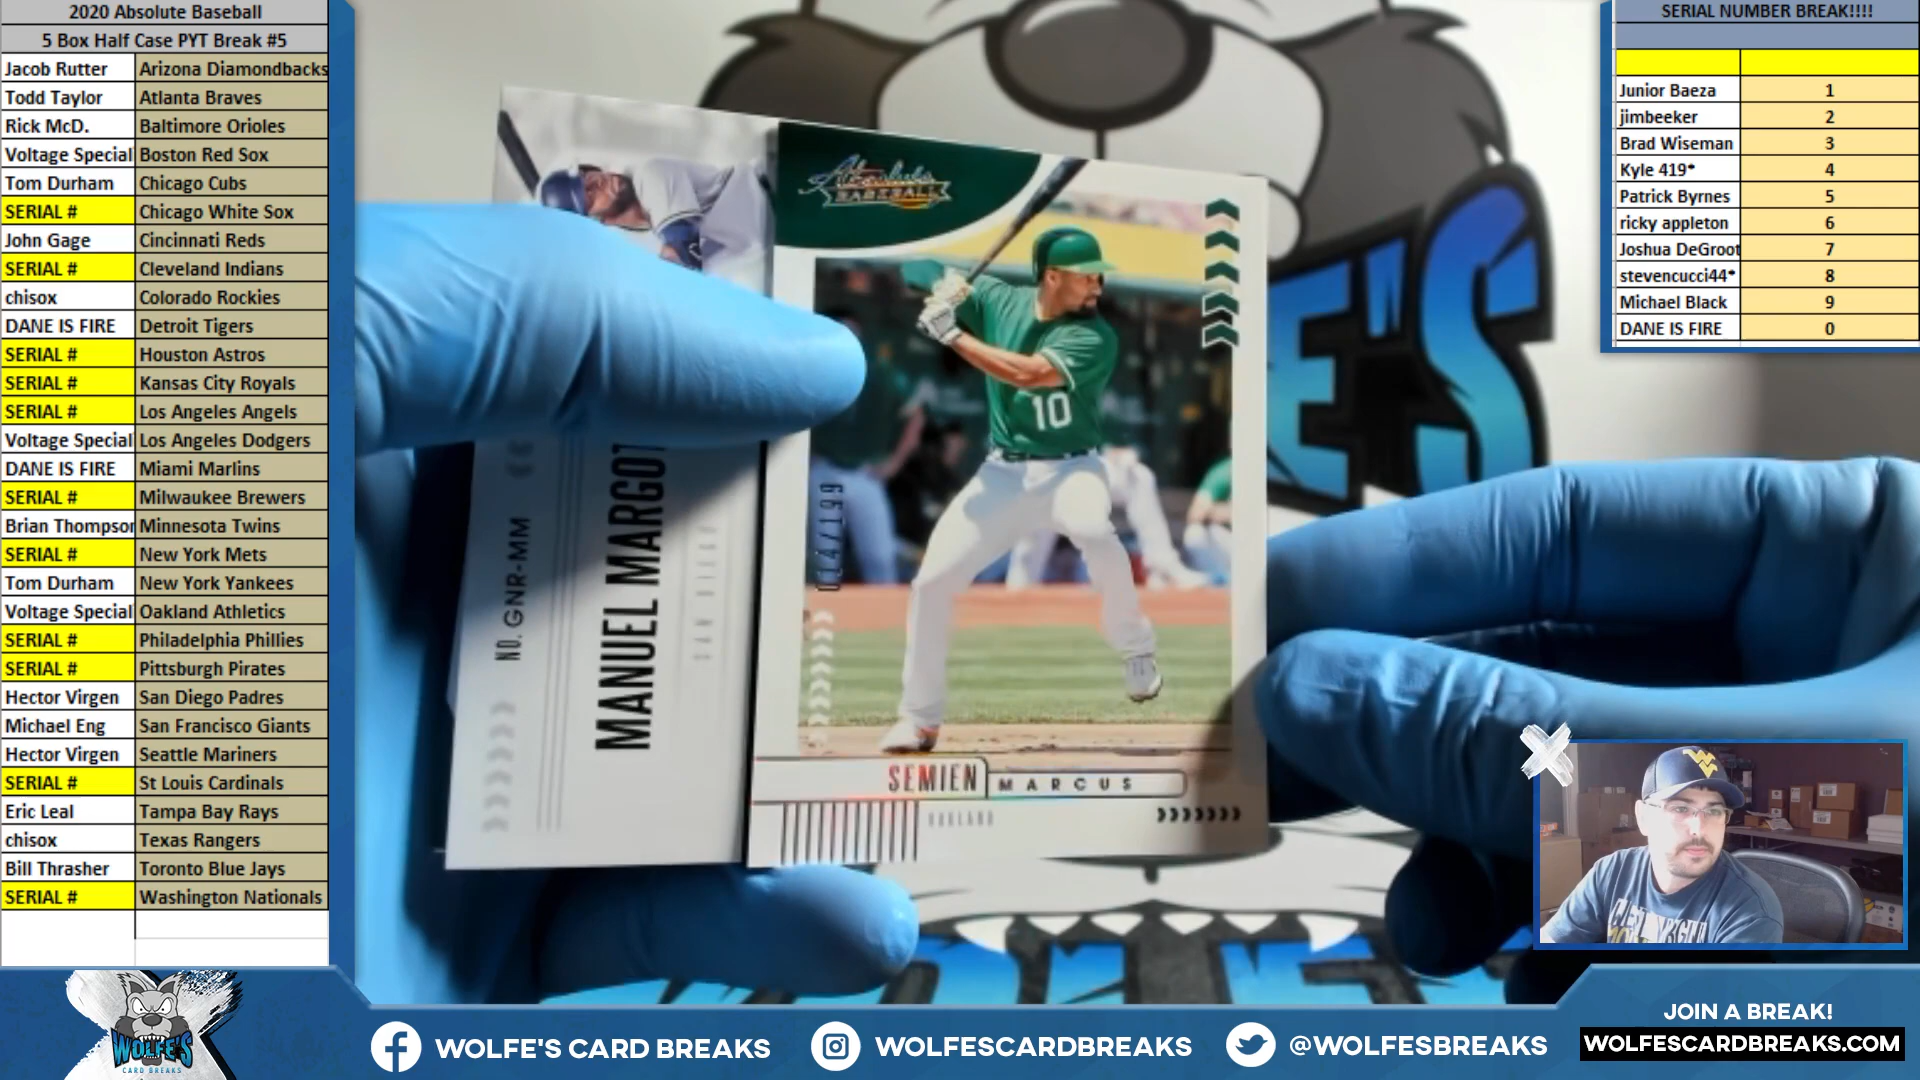 2020 Absolute Baseball
5 Box Half Case PYT Break #5
Jacob Rutter Arizona Diamondbacks
Todd Taylor Atlanta Braves
Rick McD. Baltimore Orioles
Voltage Special Boston Red Sox
Tom Durham Chicago Cubs
SERIAL # Chicago White Sox
John Gage Cincinnati Reds
SERIAL # Cleveland Indians
chisox Colorado Rockies
DANE IS FIRE Detroit Tigers
SERIAL # Houston Astros
SERIAL # Kansas City Royals
SERIAL # Los Angeles Angels
Voltage Special Los Angeles Dodgers
DANE IS FIRE Miami Marlins
SERIAL # Milwaukee Brewers
Brian Thompson Minnesota Twins
SERIAL # New York Mets
Tom Durham New York Yankees
Voltage Special Oakland Athletics
SERIAL # Philadelphia Phillies
SERIAL # Pittsburgh Pirates
Hector Virgen San Diego Padres
Michael Eng San Francisco Giants
Hector Virgen Seattle Mariners
SERIAL # St Louis Cardinals
Eric Leal Tampa Bay Rays
chisox Texas Rangers
Bill Thrasher Toronto Blue Jays
SERIAL # Washington Nationals
SERIAL NUMBER BREAK!!!!
Junior Baeza 1
jimbeeker 2
Brad Wiseman 3
Kyle 419* 4
Patrick Byrnes 5
ricky appleton 6
Joshua DeGroot 7
stevencucci44* 8
Michael Black 9
DANE IS FIRE 0
Absolute
BASEBALL
10
014/199
SEMIEN MARCUS
OAKLAND
NO. GNR-MM
MANUEL MARGOT
SAN DIEGO
E'S
WOLFE'S
CARD BREAKS
WOLFE'S CARD BREAKS
WOLFESCARDBREAKS
@WOLFESBREAKS
JOIN A BREAK!
WOLFESCARDBREAKS.COM